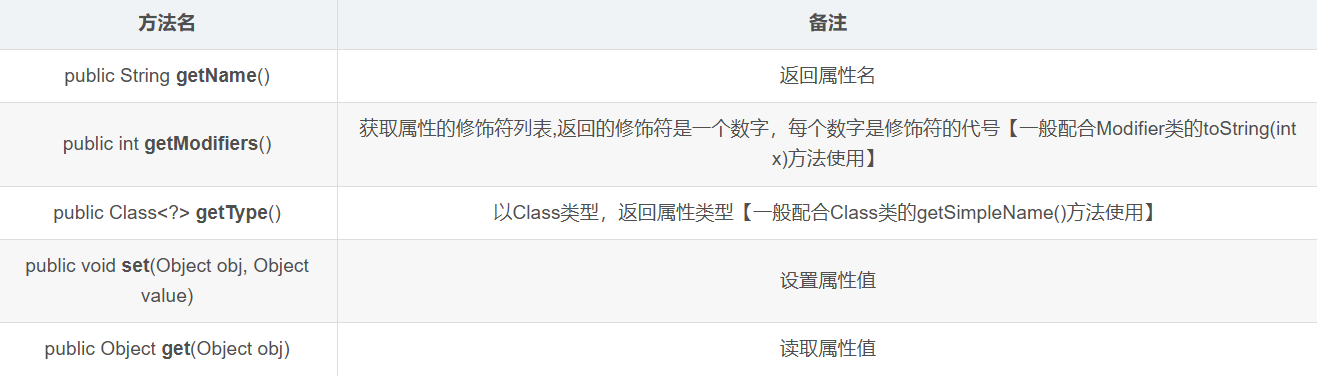 方法名
备注
public String getName()
返回属性名
public int getModifiers()
获取属性的修饰符列表,返回的修饰符是一个数字，每个数字是修饰符的代号【一般配合Modifier类的toString(int
x)方法使用】
public Class<?> getType()
以Class类型，返回属性类型【一般配合Class类的getSimpleName()方法使用】
public void set(Object obj, Object
value)
设置属性值
public Object get(Object obj)
读取属性值